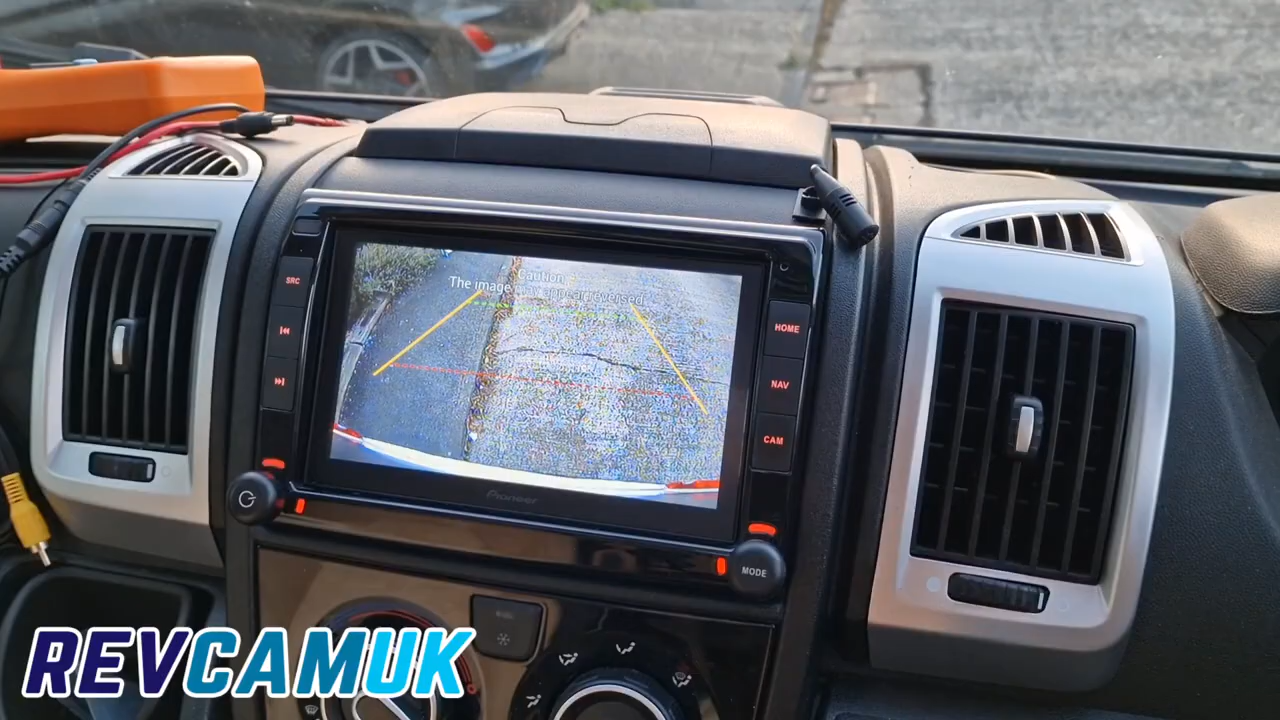 Caution
The image may appear reversed
SRC
HOME
NAV
CAM
Pioneer
MODE
REVCAMUK